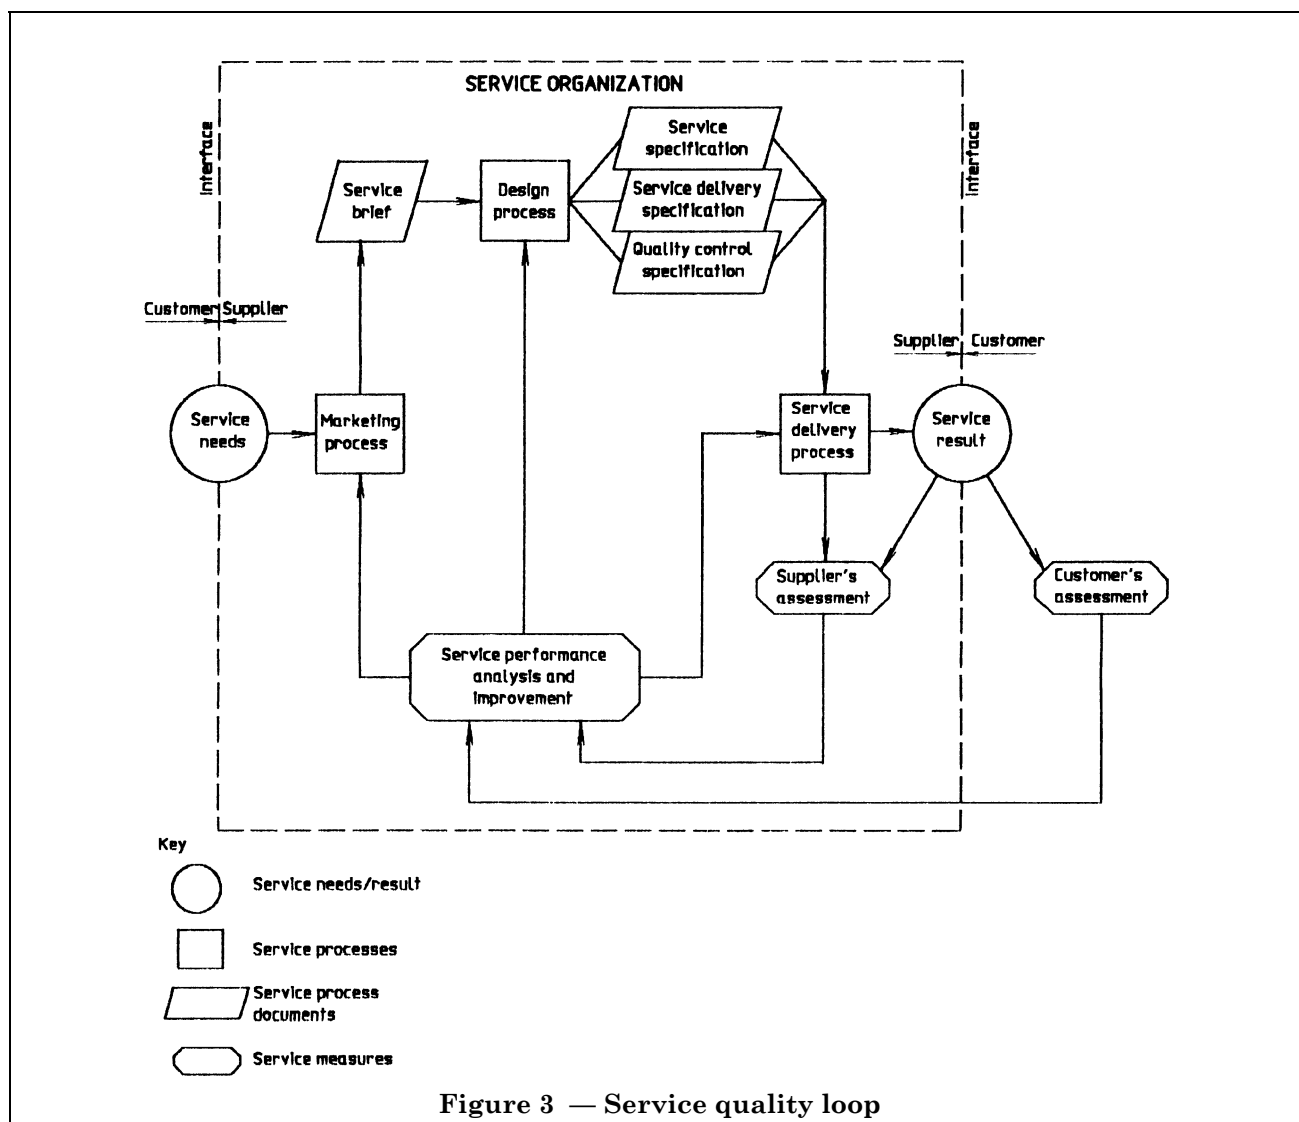 SERVICE ORGANIZATION
Interface
Interface
Service
specification
Service
brief
Design
process
Service delivery
specification
Quality control
specification
Customer Supplier
Supplier Customer
Service
needs
Marketing
process
Service
delivery
process
Service
result
Supplier's
assessment
Customer's
assessment
Service performance
analysis and
improvement
Key
Service needs/result
Service processes
Service process
documents
Service measures
Figure 3 — Service quality loop